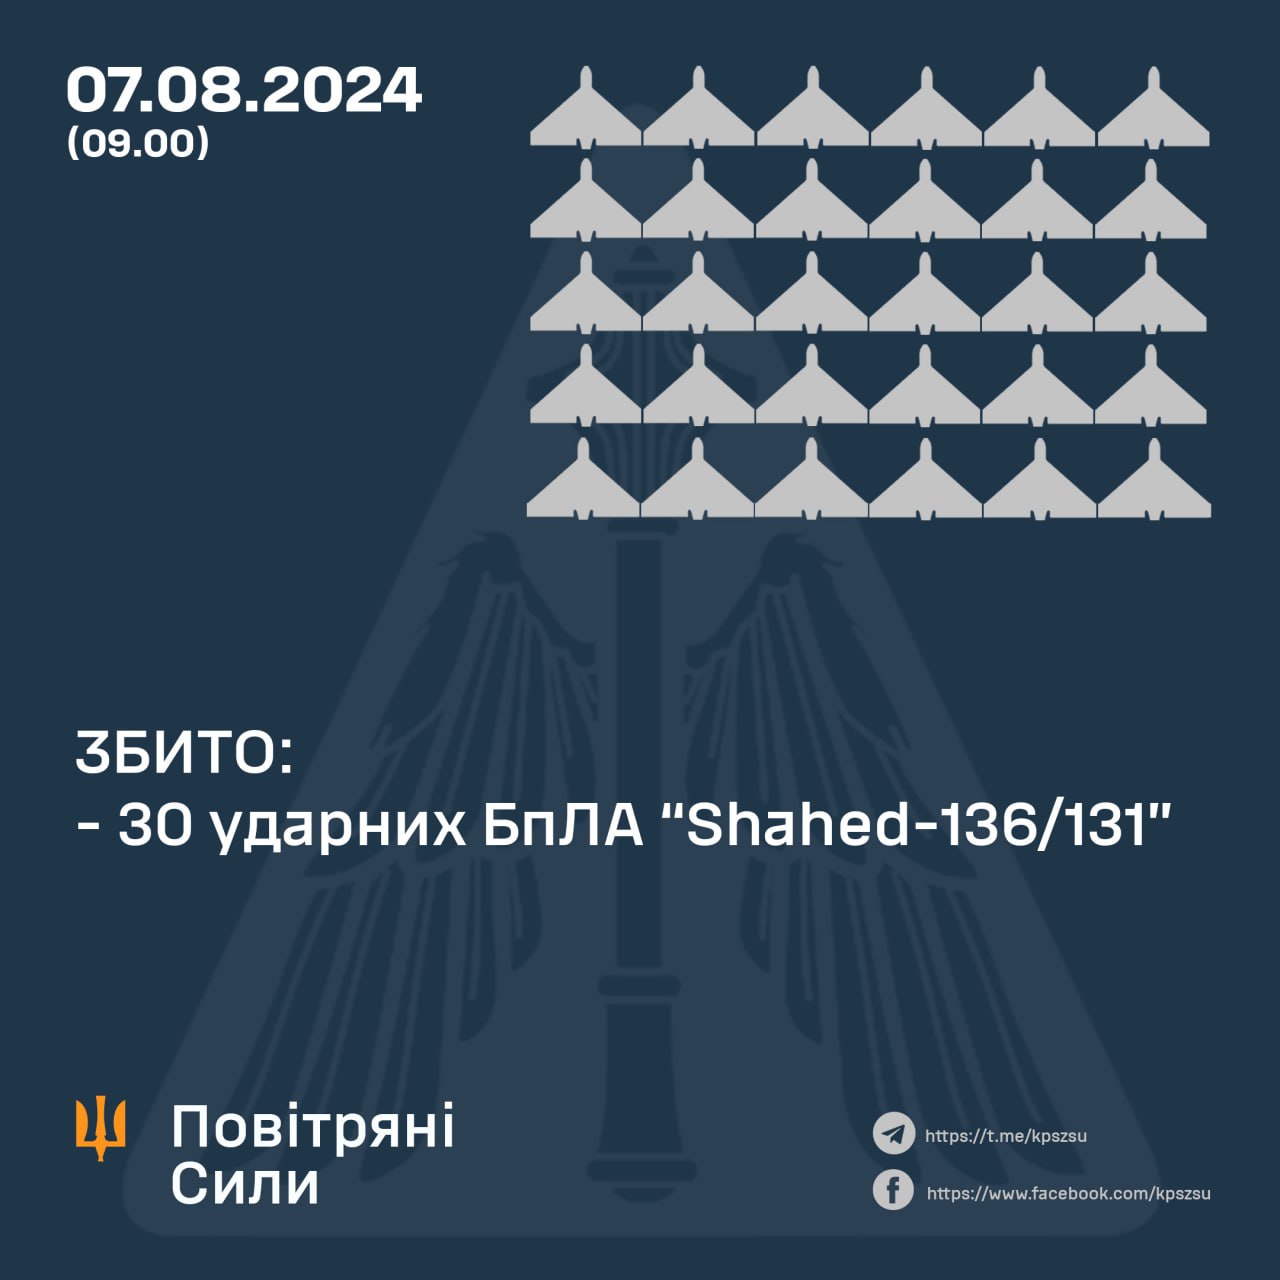 07.08.2024
(09.00)
ЗБИТО:
- 30 ударних БпЛА “Shahed-136/131”
Повітряні
Сили
https://t.me/kpszsu
https://www.facebook.com/kpszsu